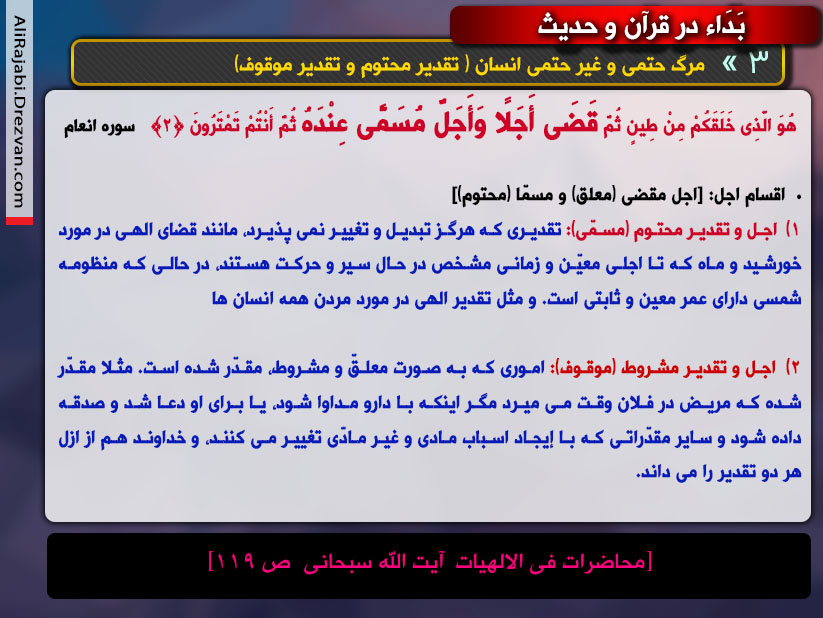 بَدَاء در قرآن و حدیث
۳ » مرگ حتمی و غیر حتمی انسان ( تقدیر محتوم و تقدیر موقوف)
هُوَ الَّذِی خَلَقَکُمْ مِنْ طِینٍ ثُمَّ قَضَى أَجَلًا وَأَجَلٌ مُسَمًّى عِنْدَهُ ثُمَّ أَنْتُمْ تَمْتَرُونَ ﴿۲﴾ سوره انعام
• اقسام اجل: [اجل مقضی (معلق) و مسمّا (محتوم)]
۱) اجل و تقدیر محتوم (مسمّی): تقدیری که هرگز تبدیل و تغییر نمی پذیرد، مانند قضای الهی در مورد
خورشید و ماه که تا اجلی معیّن و زمانی مشخص در حال سیر و حرکت هستند، در حالی که منظومه
شمسی دارای عمر معین و ثابتی است. و مثل تقدیر الهی در مورد مردن همه انسان ها
۲) اجل و تقدیر مشروط (موقوف): اموری که به صورت معلقّ و مشروط، مقدّر شده است. مثلا مقدّر
شده که مریض در فلان وقت می میرد مگر اینکه با دارو مداوا شود، یا برای او دعا شد و صدقه
داده شود و سایر مقدّراتی که با إیجاد اسباب مادی و غیر مادّی تغییر می کنند، و خداوند هم از ازل
هر دو تقدیر را می داند.
[محاضرات فی الالهیات آیت الله سبحانی ص ۱۱۹]
AliRajabi.Drezvan.com